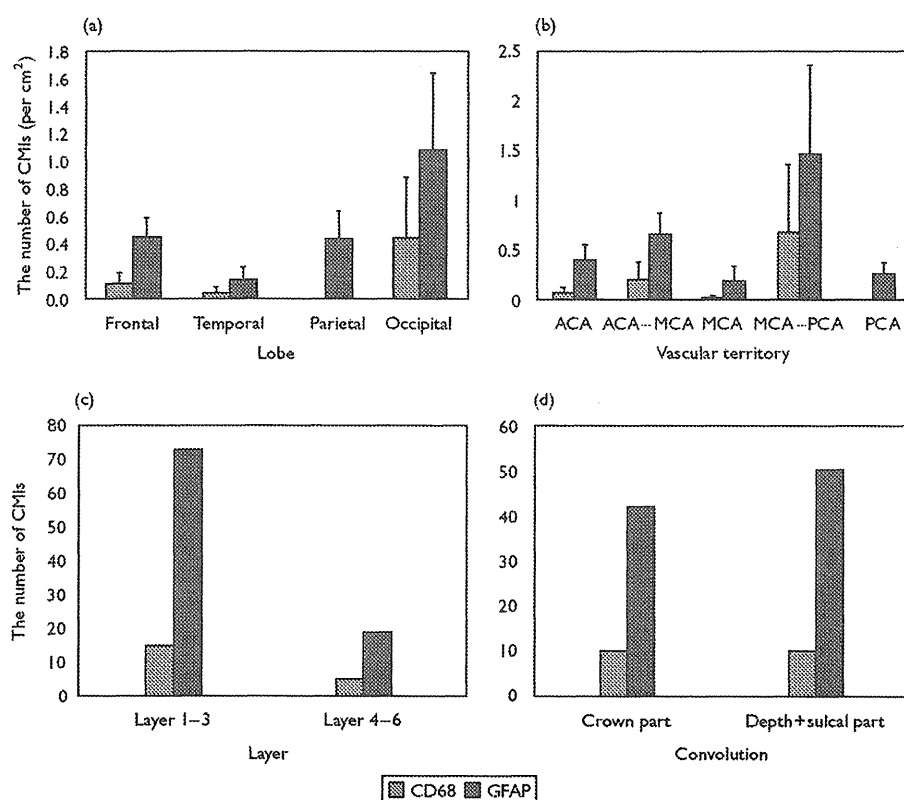 (a)
The number of CMIs (per cm²)
1.8
1.6
1.4
1.2
1.0
0.8
0.6
0.4
0.2
0.0
Frontal Temporal Parietal Occipital
Lobe
(b)
2.5
2
1.5
1
0.5
0
ACA ACA---MCA MCA MCA---PCA PCA
Vascular territory
(c)
The number of CMIs
80
70
60
50
40
30
20
10
0
Layer 1–3 Layer 4–6
Layer
(d)
60
50
40
30
20
10
0
Crown part Depth+sulcal part
Convolution
CD68 GFAP